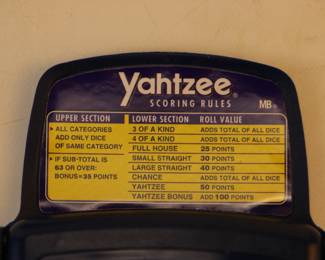 Yahtzee
SCORING RULES
MB
UPPER SECTION
• ALL CATEGORIES
ADD ONLY DICE
OF SAME CATEGORY
• IF SUB-TOTAL IS
63 OR OVER:
BONUS=35 POINTS
LOWER SECTION ROLL VALUE
3 OF A KIND ADDS TOTAL OF ALL DICE
4 OF A KIND ADDS TOTAL OF ALL DICE
FULL HOUSE 25 POINTS
SMALL STRAIGHT 30 POINTS
LARGE STRAIGHT 40 POINTS
CHANCE ADDS TOTAL OF ALL DICE
YAHTZEE 50 POINTS
YAHTZEE BONUS ADD 100 POINTS